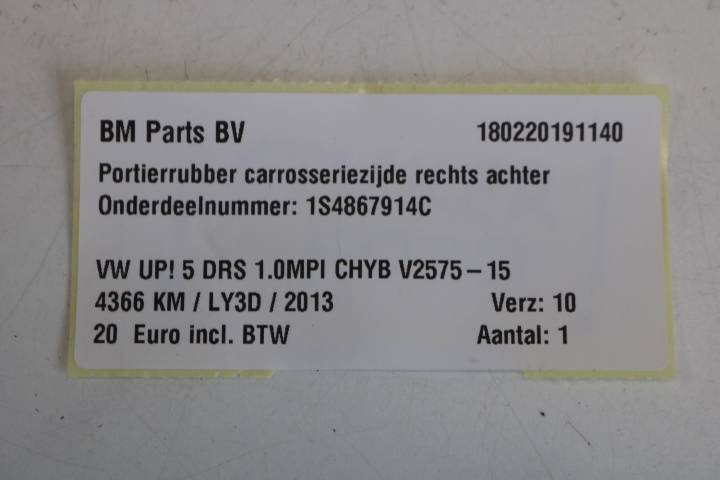 BM Parts BV 180220191140
Portierrubber carrosseriezijde rechts achter
Onderdeelnummer: 1S4867914C
VW UP! 5 DRS 1.0MPI CHYB V2575-15
4366 KM / LY3D / 2013 Verz: 10
20 Euro incl. BTW Aantal: 1